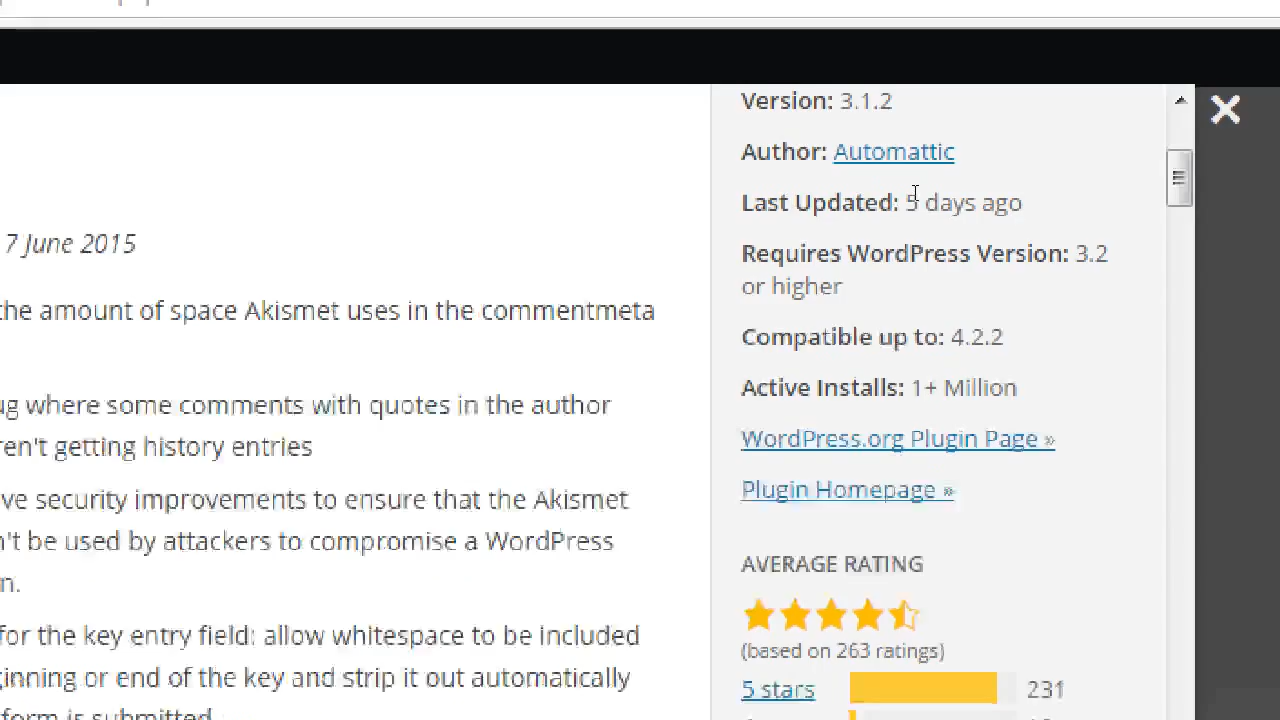 7 June 2015
the amount of space Akismet uses in the commentmeta
where some comments with quotes in the author
getting history entries
security improvements to ensure that the Akismet
be used by attackers to compromise a WordPress
for the key entry field: allow whitespace to be included
or end of the key and strip it out automatically
form is submitted
Version: 3.1.2
Author: Automattic
Last Updated: 5 days ago
Requires WordPress Version: 3.2
or higher
Compatible up to: 4.2.2
Active Installs: 1+ Million
WordPress.org Plugin Page »
Plugin Homepage »
AVERAGE RATING
(based on 263 ratings)
5 stars 231